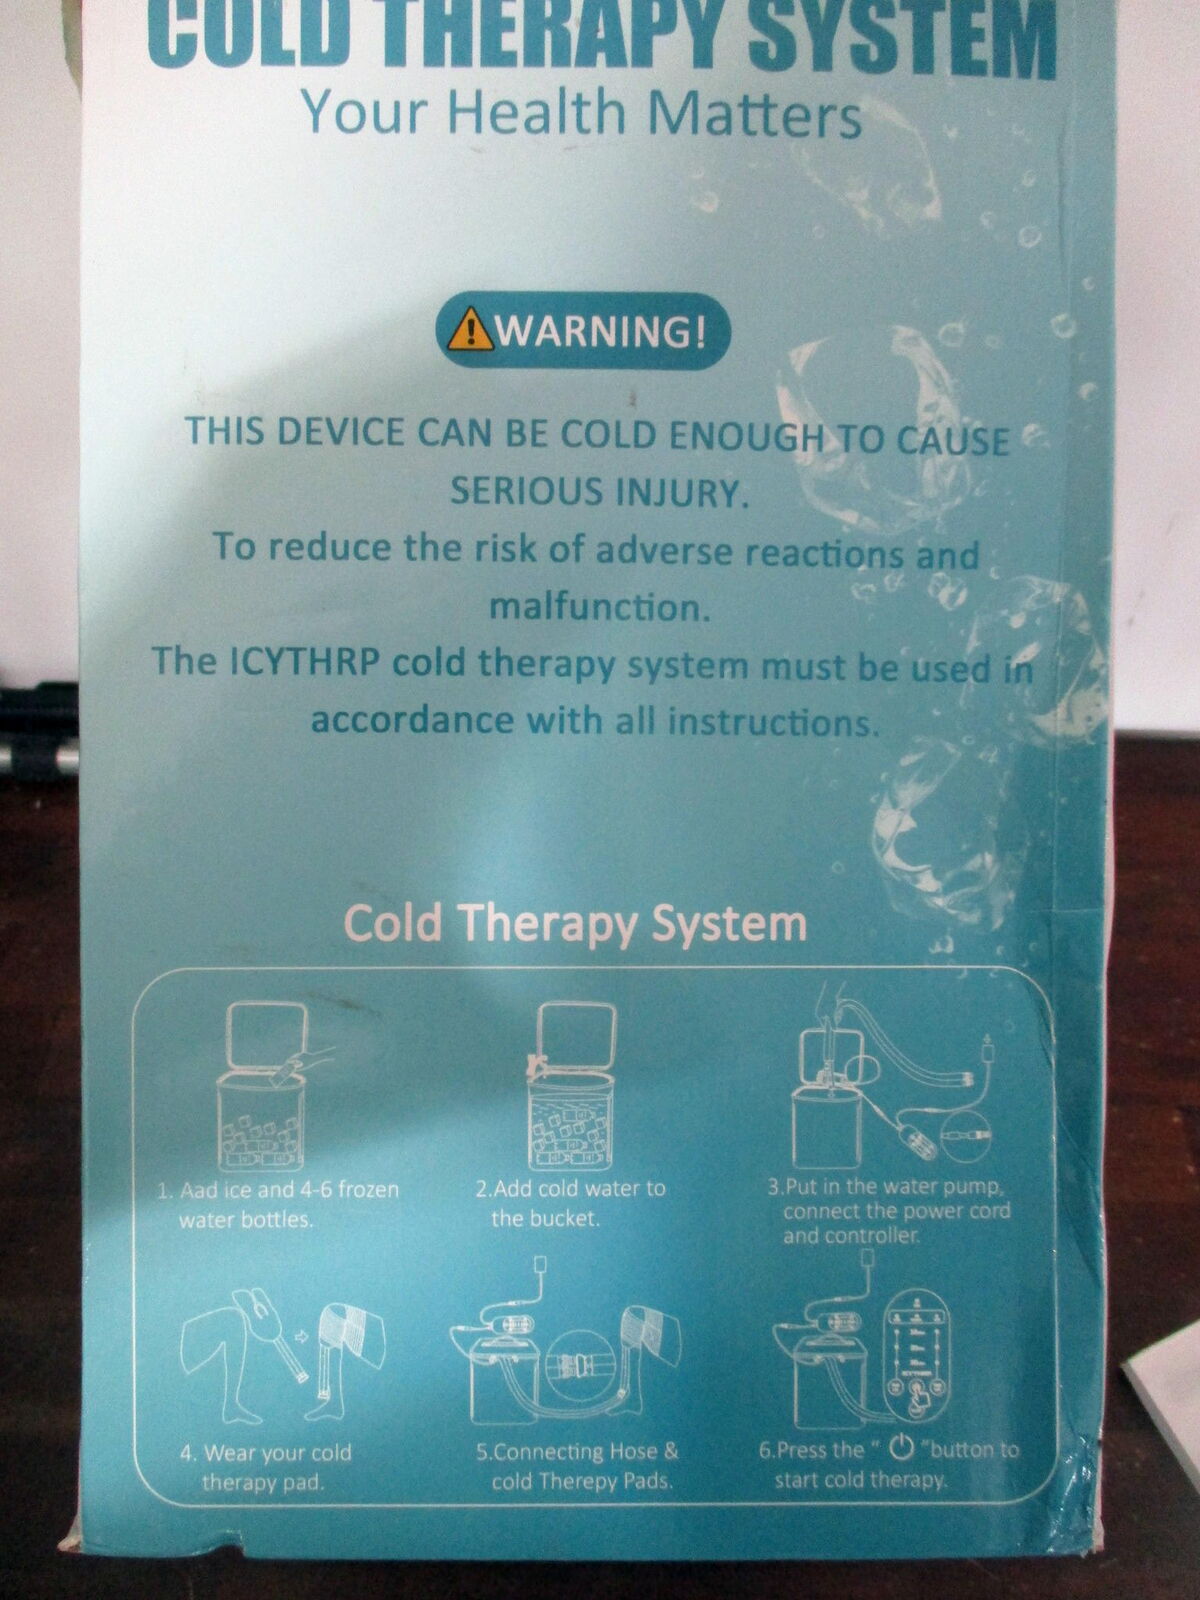 COLD THERAPY SYSTEM
Your Health Matters
WARNING!
THIS DEVICE CAN BE COLD ENOUGH TO CAUSE
SERIOUS INJURY.
To reduce the risk of adverse reactions and
malfunction.
The ICYTHRP cold therapy system must be used in
accordance with all instructions.
Cold Therapy System
1. Aad ice and 4-6 frozen
water bottles.
2.Add cold water to
the bucket.
3.Put in the water pump,
connect the power cord
and controller.
4. Wear your cold
therapy pad.
5.Connecting Hose &
cold Therepy Pads.
6.Press the " ⏻ "button to
start cold therapy.